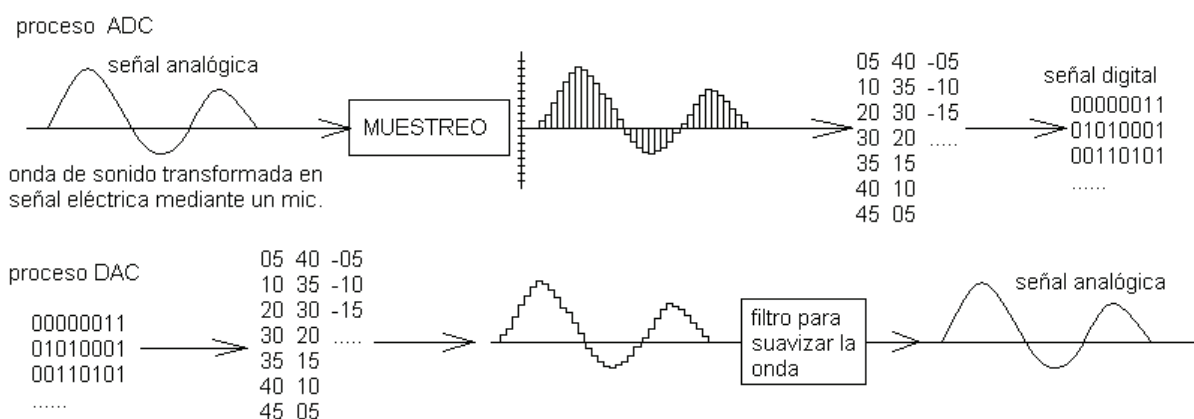 proceso ADC
señal analógica
MUESTREO
onda de sonido transformada en
señal eléctrica mediante un mic.
05 40 -05
10 35 -10
20 30 -15
30 20 .....
35 15
40 10
45 05
señal digital
00000011
01010001
00110101
......
proceso DAC
00000011
01010001
00110101
......
05 40 -05
10 35 -10
20 30 -15
30 20 .....
35 15
40 10
45 05
filtro para
suavizar la
onda
señal analógica